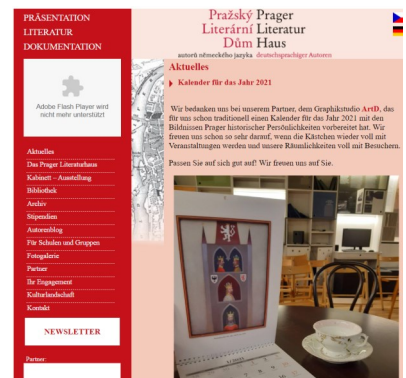 PRÄSENTATION
LITERATUR
DOKUMENTATION
Adobe Flash Player wird
nicht mehr unterstützt
Aktuelles
Das Prager Literaturhaus
Kabinett – Ausstellung
Bibliothek
Archiv
Stipendien
Autorenblog
Für Schulen und Gruppen
Fotogalerie
Partner
Ihr Engagement
Kulturlandschaft
Kontakt
NEWSLETTER
Partner:
Pražský Prager
Literární Literatur
Dům Haus
autorů německého jazyka deutschsprachiger Autoren
Aktuelles
Kalender für das Jahr 2021
Wir bedanken uns bei unserem Partner, dem Graphikstudio ArtD, das
für uns schon traditionell einen Kalender für das Jahr 2021 mit den
Bildnissen Prager historischer Persönlichkeiten vorbereitet hat. Wir
freuen uns schon so sehr darauf, wenn die Kästchen wieder voll mit
Veranstaltungen werden und unsere Räumlichkeiten voll mit Besuchern.
Passen Sie auf sich gut auf! Wir freuen uns auf Sie.